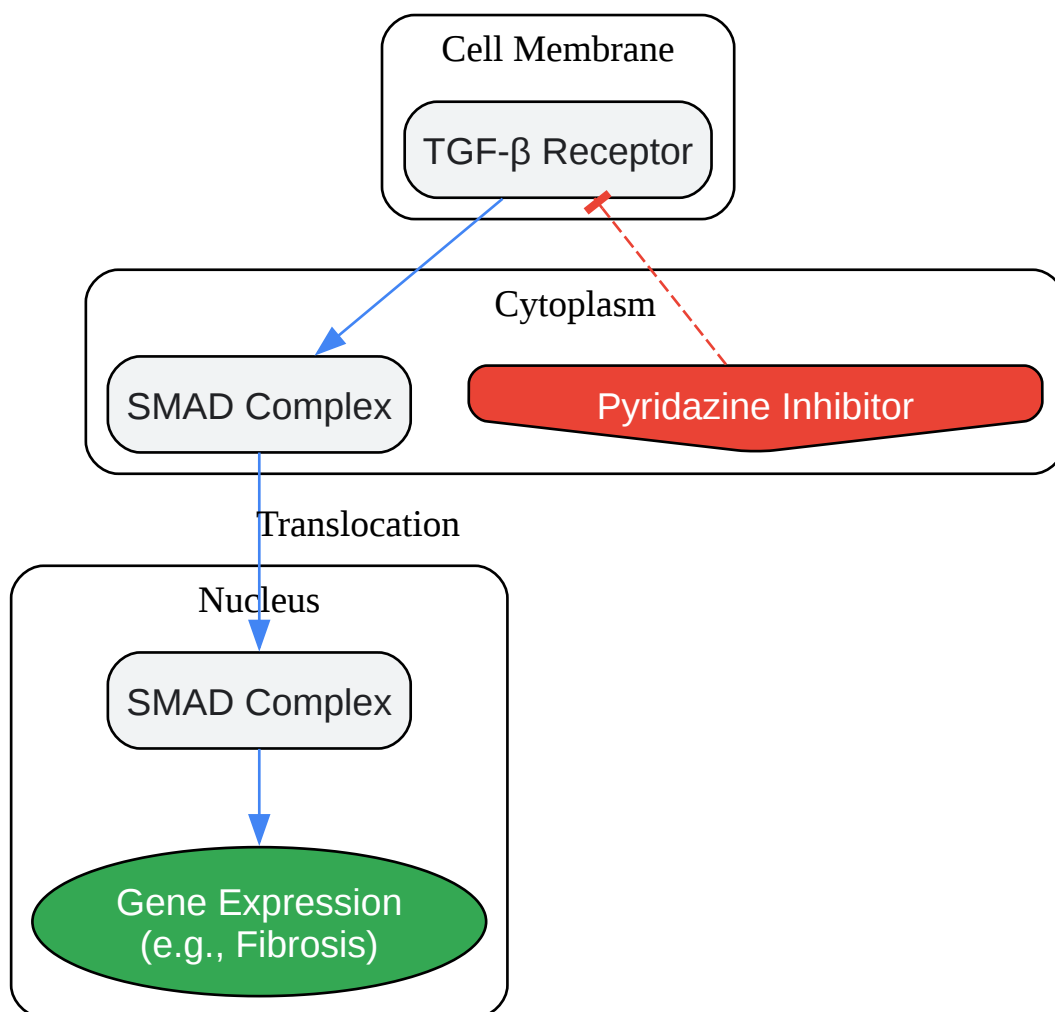 Cell Membrane
TGF-β Receptor
Cytoplasm
SMAD Complex
Pyridazine Inhibitor
Translocation
Nucleus
SMAD Complex
Gene Expression
(e.g., Fibrosis)